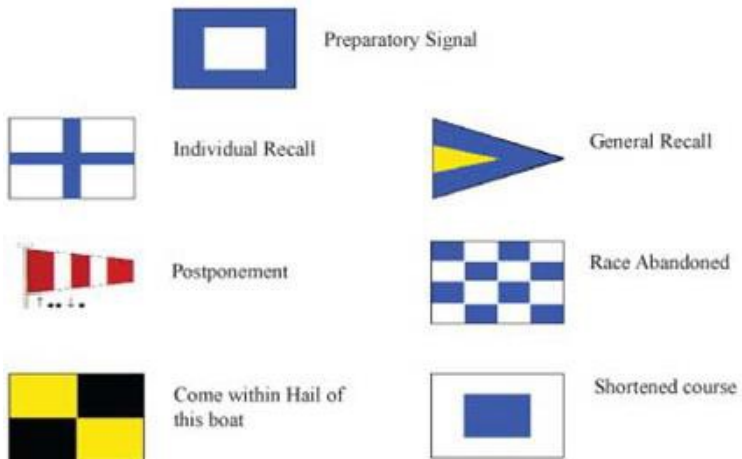 Preparatory Signal
Individual Recall
General Recall
Postponement
Race Abandoned
Come within Hail of
this boat
Shortened course